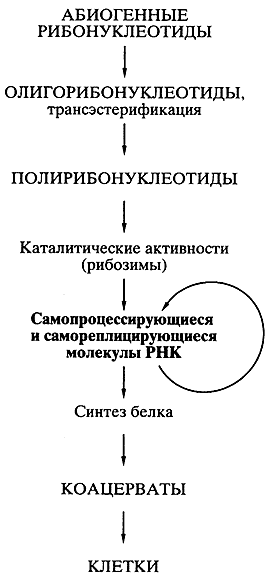 АБИОГЕННЫЕ
РИБОНУКЛЕОТИДЫ
ОЛИГОРИБОНУКЛЕОТИДЫ,
трансэстерификация
ПОЛИРИБОНУКЛЕОТИДЫ
Каталитические активности
(рибозимы)
Самопроцессирующиеся
и самореплицирующиеся
молекулы РНК
Синтез белка
КОАЦЕРВАТЫ
КЛЕТКИ